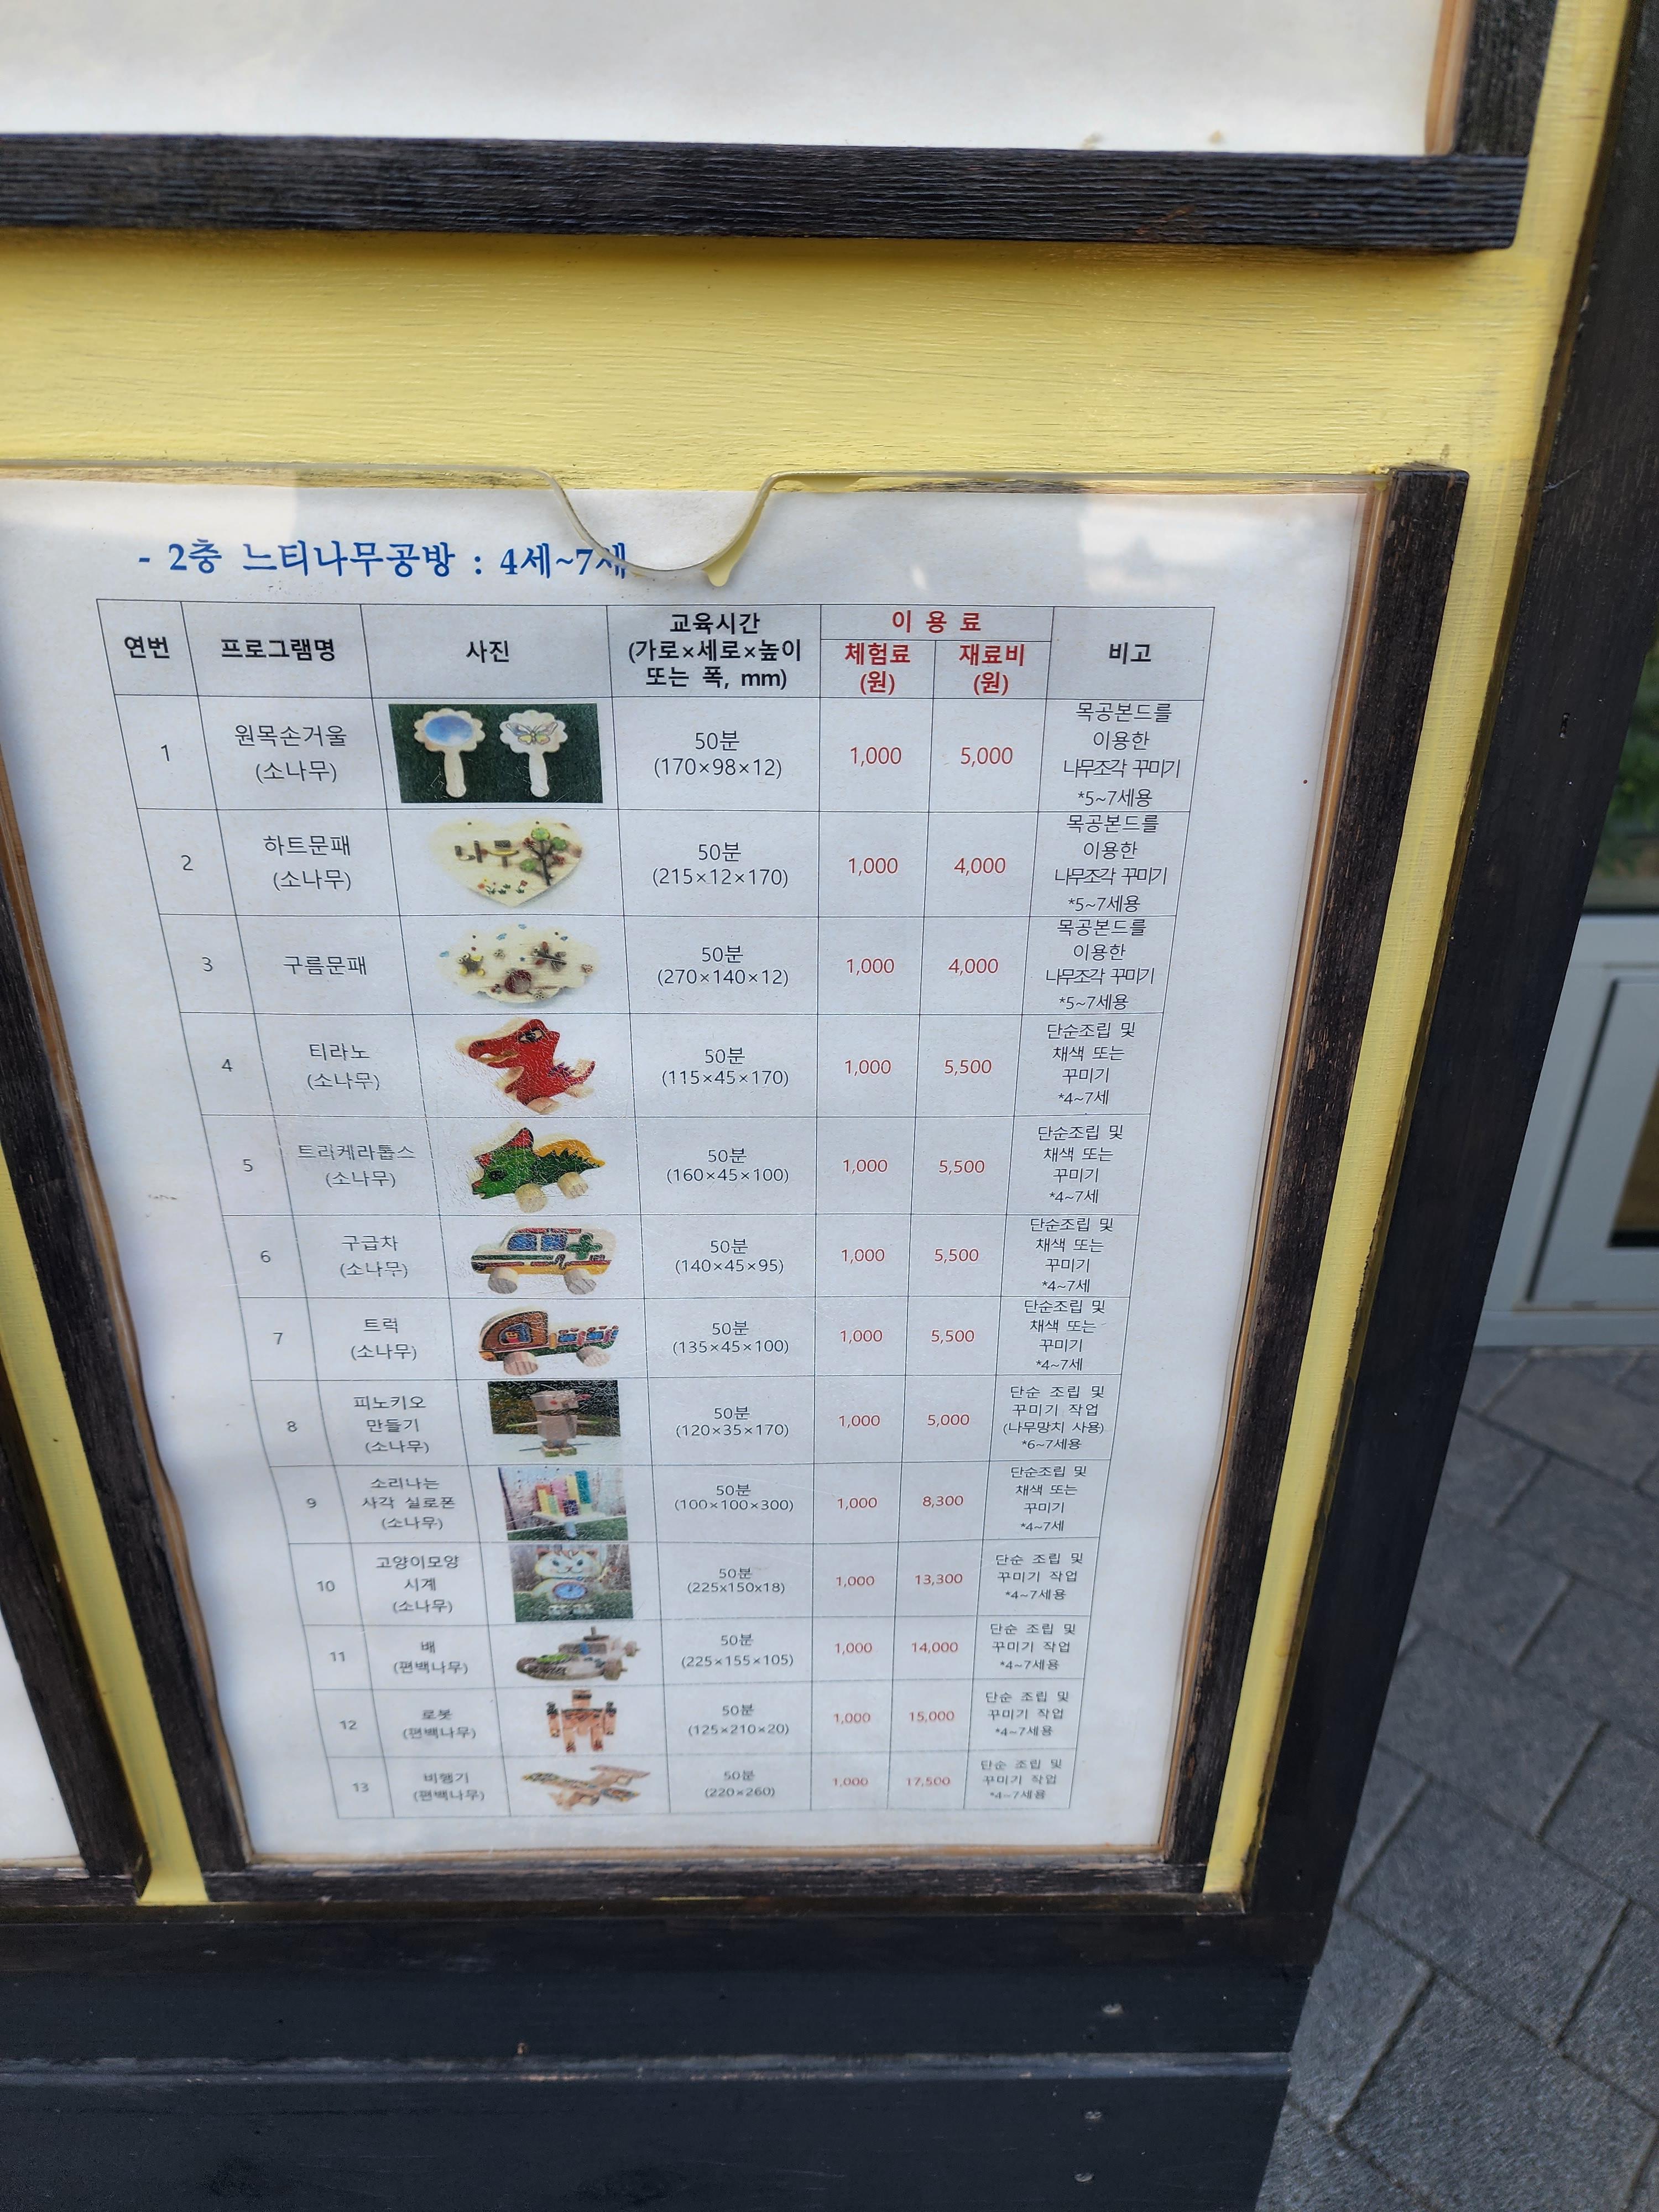 - 2층 느티나무공방 : 4세~7세
연번
프로그램명
사진
교육시간
(가로×세로×높이
또는 폭, mm)
이 용 료
체험료
(원)
재료비
(원)
비고
1
원목손거울
(소나무)
50분
(170×98×12)
1,000
5,000
목공본드를
이용한
나무조각 꾸미기
*5~7세용
2
하트문패
(소나무)
나무
50분
(215×12×170)
1,000
4,000
목공본드를
이용한
나무조각 꾸미기
*5~7세용
3
구름문패
50분
(270×140×12)
1,000
4,000
목공본드를
이용한
나무조각 꾸미기
*5~7세용
4
티라노
(소나무)
50분
(115×45×170)
1,000
5,500
단순조립 및
채색 또는
꾸미기
*4~7세
5
트리케라톱스
(소나무)
50분
(160×45×100)
1,000
5,500
단순조립 및
채색 또는
꾸미기
*4~7세
6
구급차
(소나무)
50분
(140×45×95)
1,000
5,500
단순조립 및
채색 또는
꾸미기
*4~7세
7
트럭
(소나무)
50분
(135×45×100)
1,000
5,500
단순조립 및
채색 또는
꾸미기
*4~7세
8
피노키오
만들기
(소나무)
50분
(120×35×170)
1,000
5,000
단순 조립 및
꾸미기 작업
(나무망치 사용)
*6~7세용
9
소리나는
사각 실로폰
(소나무)
50분
(100×100×300)
1,000
8,300
단순조립 및
채색 또는
꾸미기
*4~7세
10
고양이모양
시계
(소나무)
50분
(225x150x18)
1,000
13,300
단순 조립 및
꾸미기 작업
*4~7세용
11
배
(편백나무)
50분
(225×155×105)
1,000
14,000
단순 조립 및
꾸미기 작업
*4~7세용
12
로봇
(편백나무)
50분
(125×210×20)
1,000
15,000
단순 조립 및
꾸미기 작업
*4~7세용
13
비행기
(편백나무)
50분
(220×260)
1,000
17,500
단순 조립 및
꾸미기 작업
*4~7세용